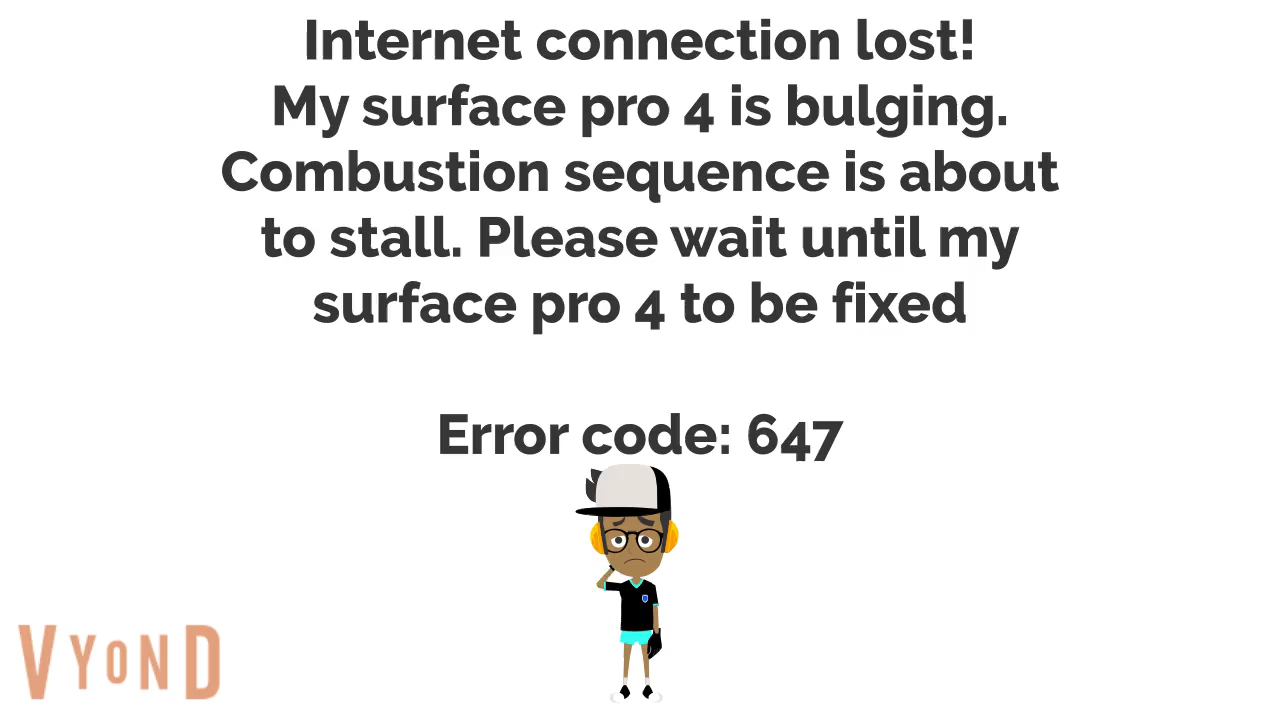 Internet connection lost!
My surface pro 4 is bulging.
Combustion sequence is about
to stall. Please wait until my
surface pro 4 to be fixed
Error code: 647
VYOND